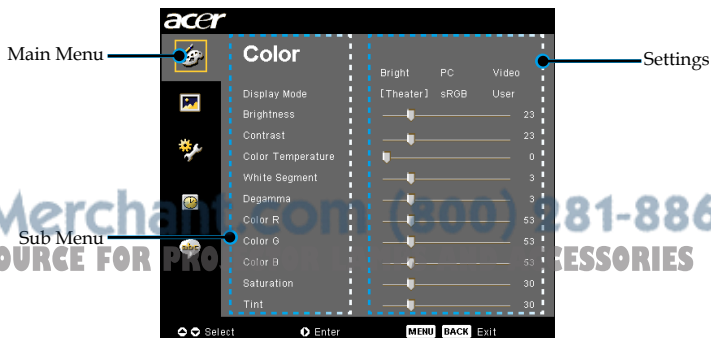 acer
Main Menu
Settings
Sub Menu
Color
Bright PC Video
Display Mode [Theater] sRGB User
Brightness 23
Contrast 23
Color Temperature 0
White Segment 3
Degamma 3
Color R 53
Color G 53
Color B 53
Saturation 30
Tint 30
Select Enter MENU BACK Exit
Merchant.com (800) 281-886
OURCE FOR PRO CESSORIES